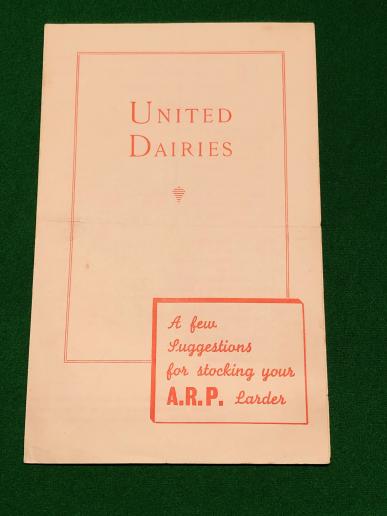 UNITED
DAIRIES
A few
Suggestions
for stocking your
A.R.P. Larder